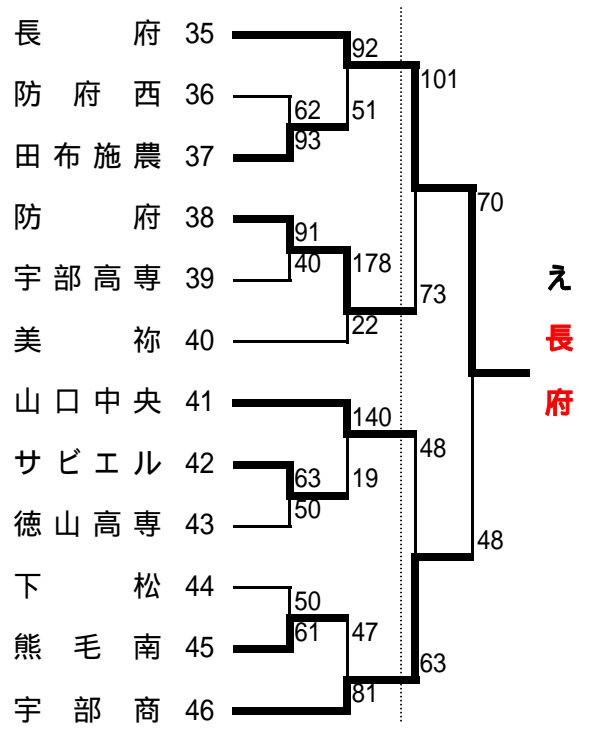 長府 35
92
101
防府西 36
62
51
93
田布施農 37
70
防府 38
91
178
40
宇部高専 39
73
22
美祢 40
え
長
府
山口中央 41
140
48
サビエル 42
63
19
50
徳山高専 43
48
下松 44
50
47
61
熊毛南 45
63
81
宇部商 46